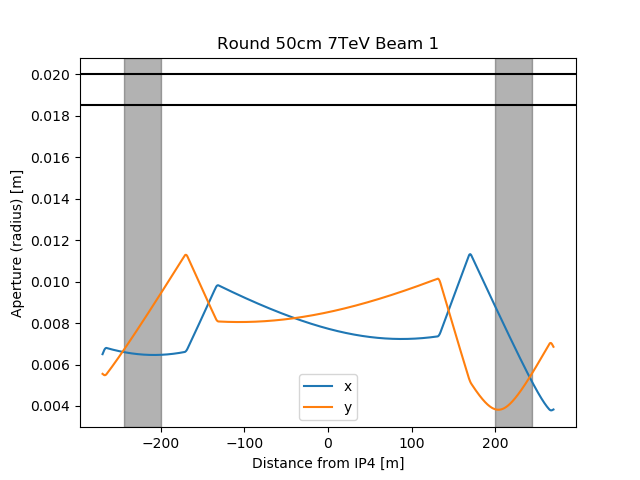 Round 50cm 7TeV Beam 1
Aperture (radius) [m]
0.020
0.018
0.016
0.014
0.012
0.010
0.008
0.006
0.004
x
y
−200
−100
0
100
200
Distance from IP4 [m]